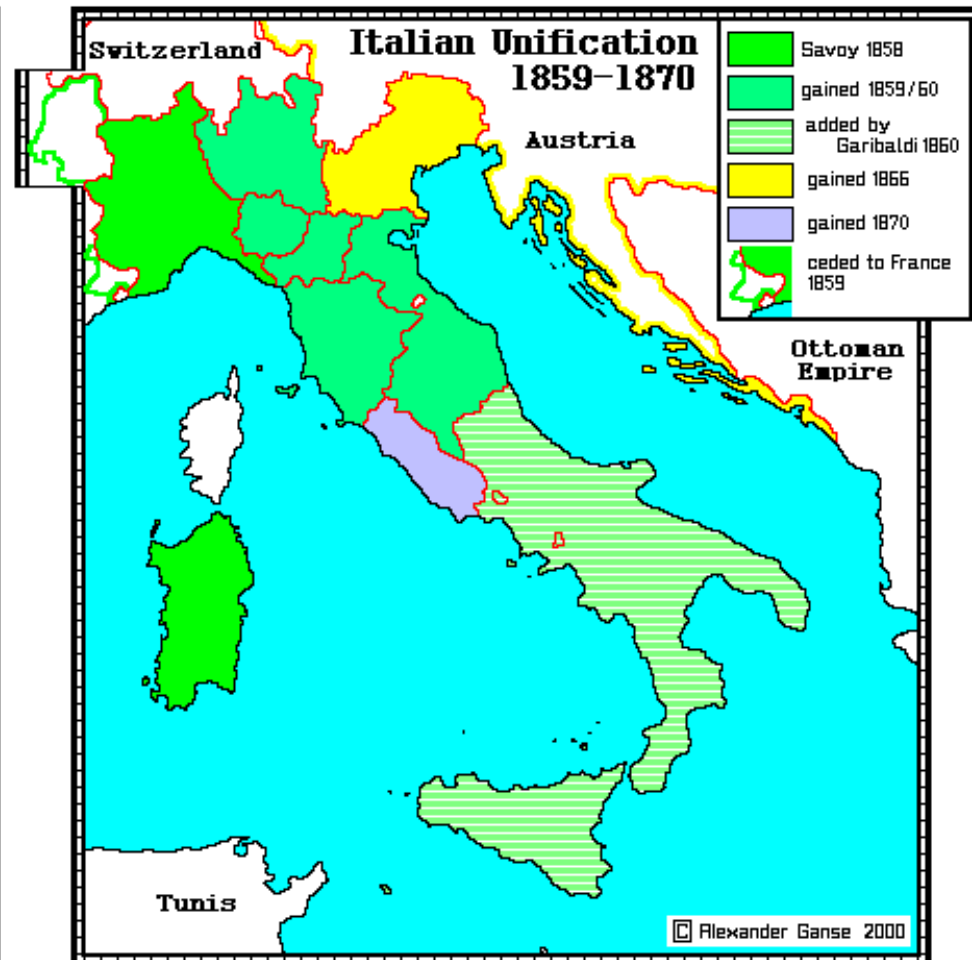 Switzerland
Italian Unification
1859-1870
Austria
Ottoman
Empire
Tunis
Savoy 1858
gained 1859/60
added by
Garibaldi 1860
gained 1866
gained 1870
ceded to France
1859
C Alexander Ganse 2000